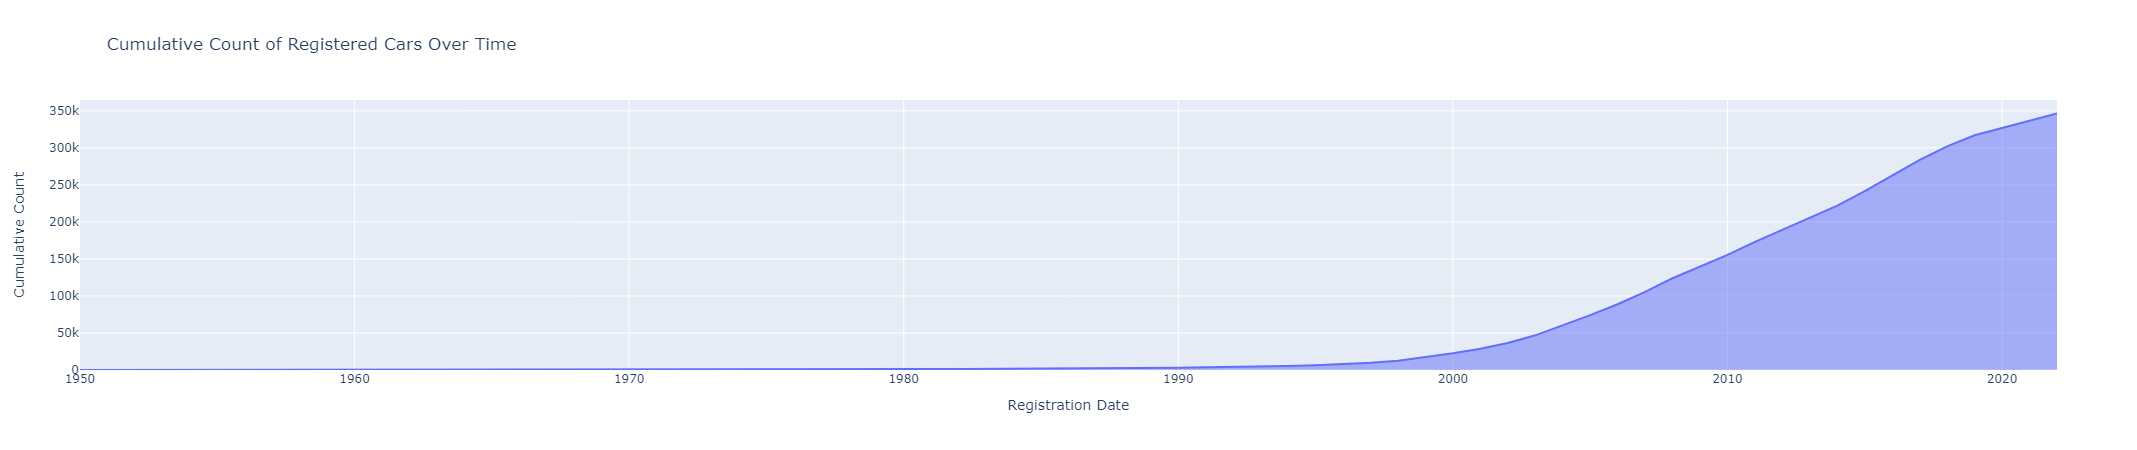 Cumulative Count of Registered Cars Over Time
350k
300k
250k
200k
150k
100k
50k
0
Cumulative Count
1950 1960 1970 1980 1990 2000 2010 2020
Registration Date